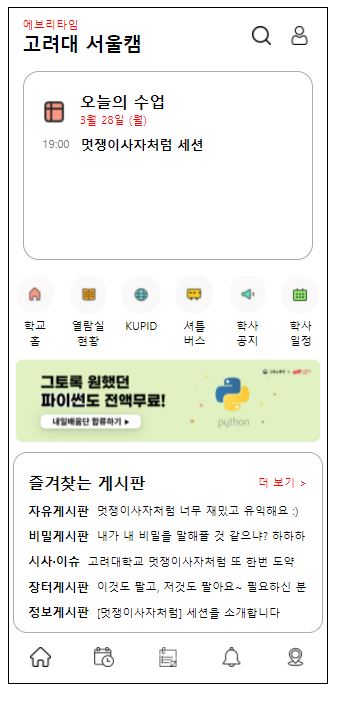 에브리타임
고려대 서울캠
오늘의 수업
3월 28일 (월)
19:00 멋쟁이사자처럼 세션
학교
홈
열람실
현황
KUPID
셔틀
버스
학사
공지
학사
일정
그토록 원했던
파이썬도 전액무료!
내일배움단 합류하기 ▶
python
즐겨찾는 게시판
더 보기 >
자유게시판 멋쟁이사자처럼 너무 재밌고 유익해요 :)
비밀게시판 내가 내 비밀을 말해줄 것 같으냐? 하하하
시사·이슈 고려대학교 멋쟁이사자처럼 또 한번 도약
장터게시판 이것도 팔고, 저것도 팔아요~ 필요하신 분
정보게시판 [멋쟁이사자처럼] 세션을 소개합니다